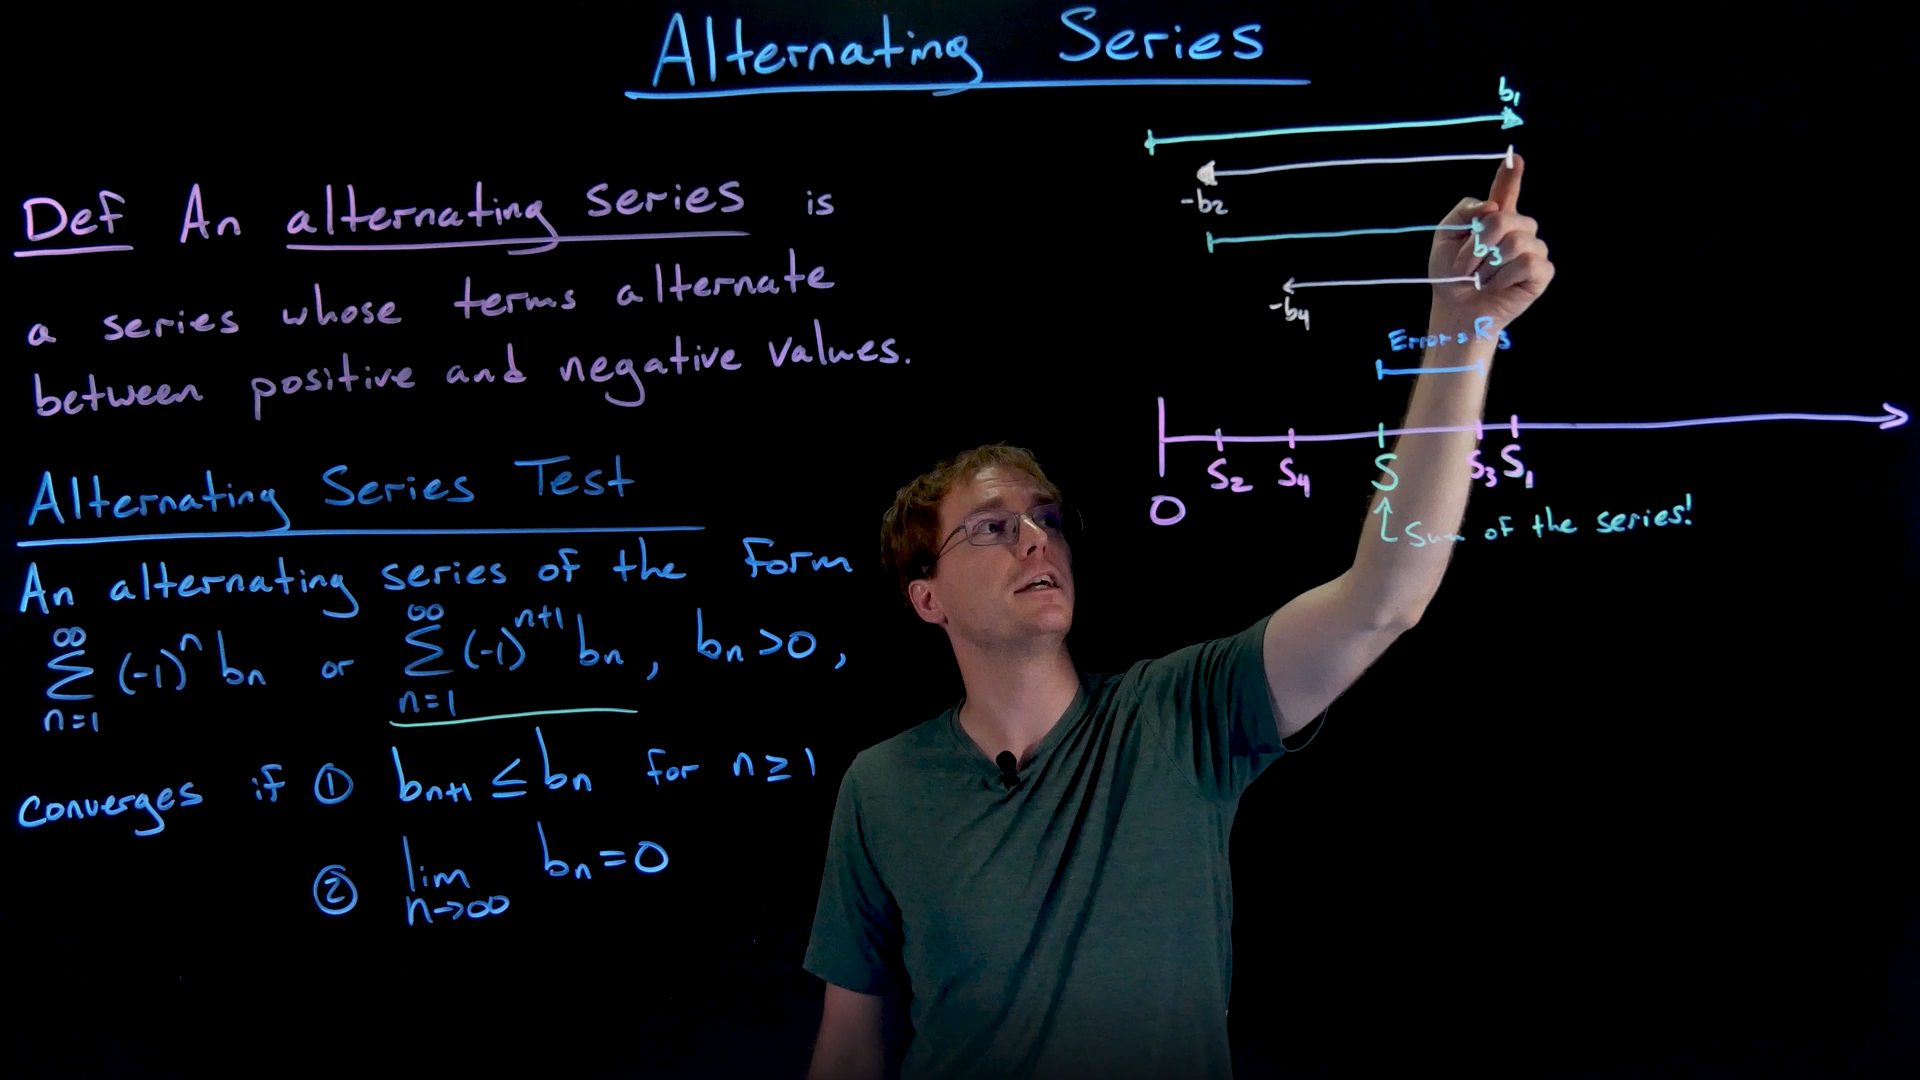 Alternating Series
Def An alternating series is
a series whose terms alternate
between positive and negative values.
Alternating Series Test
An alternating series of the form
∞ ∑ n=1 (-1)^n bn or ∞ ∑ n=1 (-1)^n+1 bn, bn>0,
converges if ① bn+1 ≤ bn for n≥1
② lim n→∞ bn=0
b1
-b2
b3
-b4
Error=R3
0 S2 S4 S S3 S1
↑ Sum of the series!